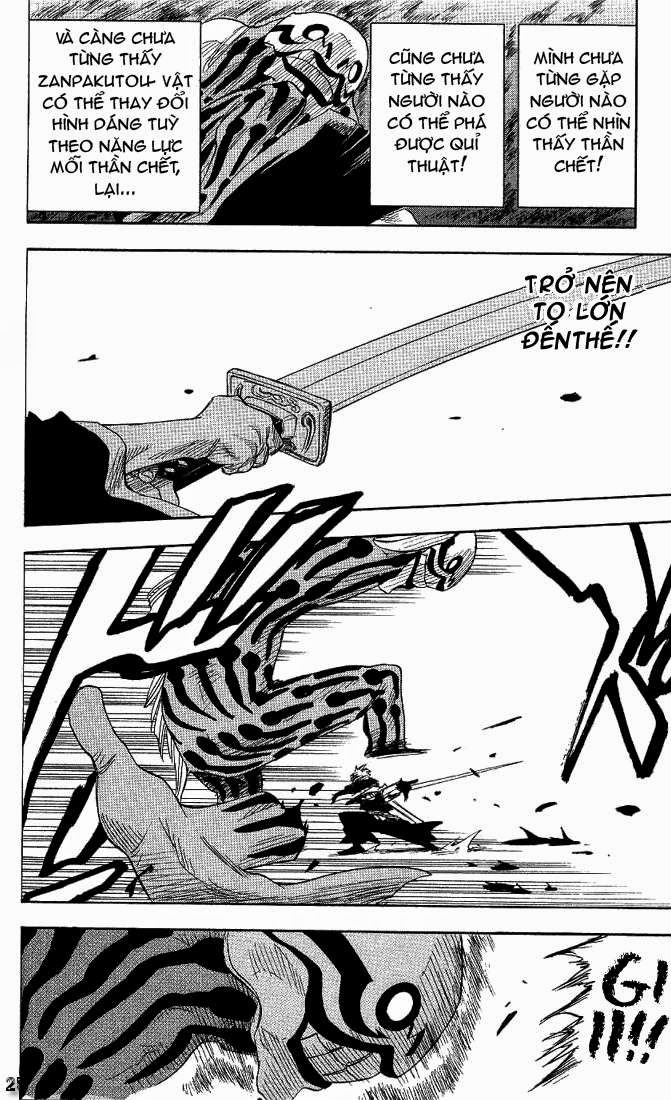 MÌNH CHƯA
TỪNG GẶP
NGƯỜI NÀO
CÓ THỂ NHÌN
THẤY THẦN
CHẾT!
CŨNG CHƯA
TỪNG THẤY
NGƯỜI NÀO
CÓ THỂ PHÁ
ĐƯỢC QUỈ
THUẬT!
VÀ CÀNG CHƯA
TỪNG THẤY
ZANPAKUTOU- VẬT
CÓ THỂ THAY ĐỔI
HÌNH DÁNG TUỲ
THEO NĂNG LỰC
MỖI THẦN CHẾT,
LẠI...
TRỞ NÊN
TO LỚN
ĐẾNTHẾ!!
GI
II!!